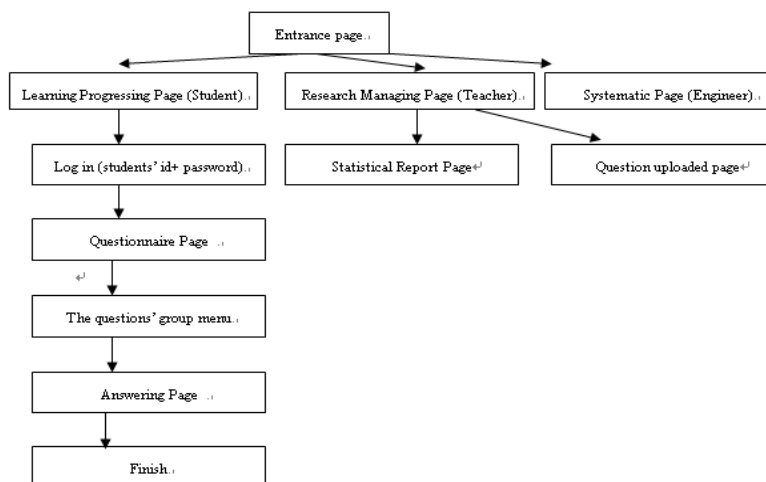 Entrance page.
Learning Progressing Page (Student).
Research Managing Page (Teacher).
Systematic Page (Engineer).
Log in (students’ id+ password).
Statistical Report Page
Question uploaded page
Questionnaire Page .
The questions’ group menu.
Answering Page .
Finish.